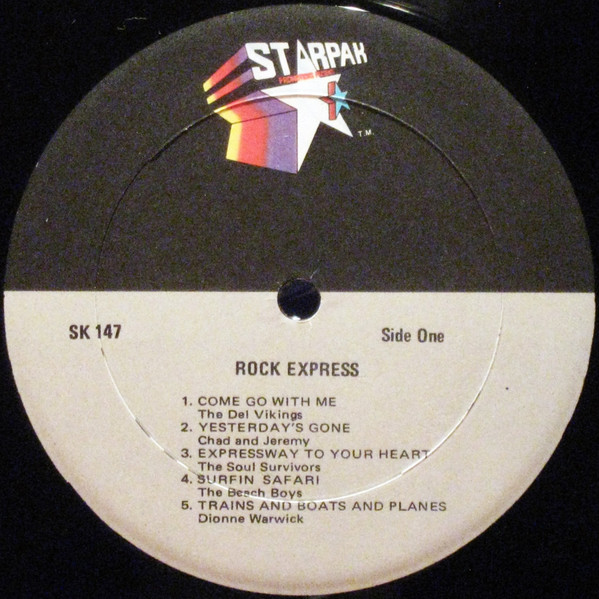 STARPAK
T.M.
SK 147
Side One
ROCK EXPRESS
1. COME GO WITH ME
The Del Vikings
2. YESTERDAY'S GONE
Chad and Jeremy
3. EXPRESSWAY TO YOUR HEART
The Soul Survivors
4. SURFIN SAFARI
The Beach Boys
5. TRAINS AND BOATS AND PLANES
Dionne Warwick